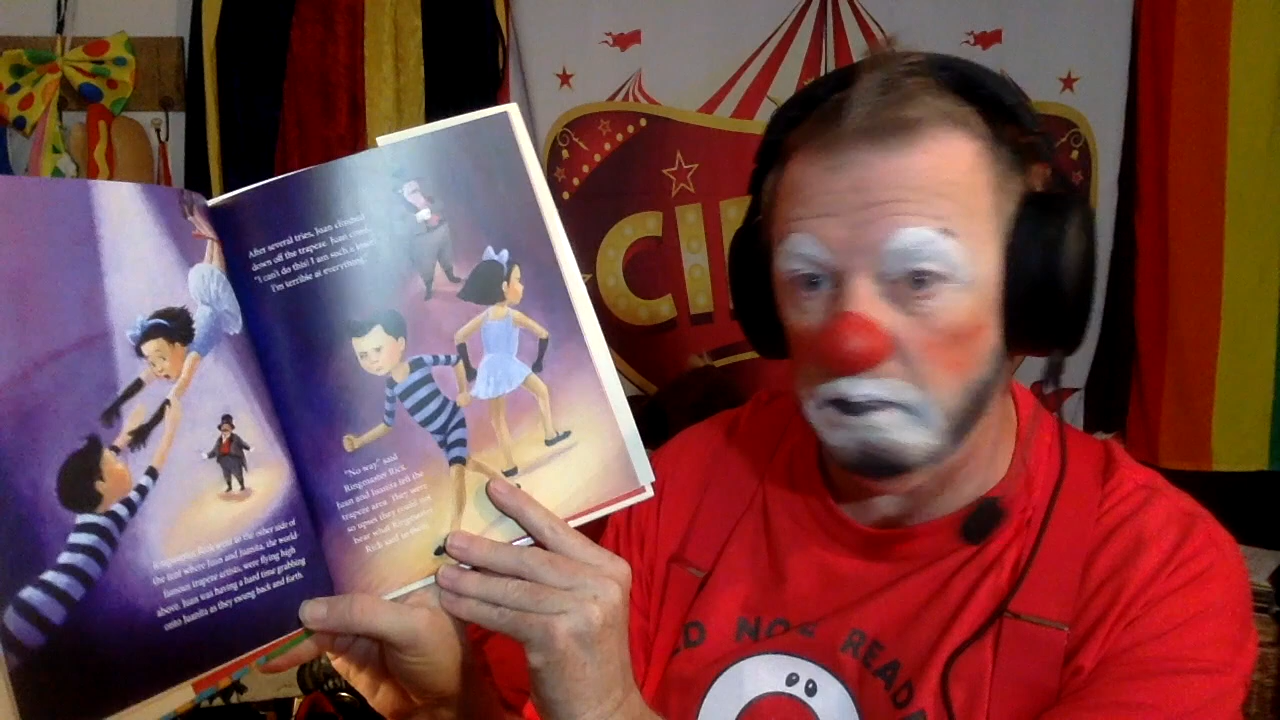 Ringmaster Rick went to the other side of
the tent where Juan and Juanita, the world-
famous trapeze artists, were flying high
above. Juan was having a hard time grabbing
onto Juanita as they swung back and forth.
After several tries, Juan climbed
down off the trapeze. Juan cried,
"I can't do this! I am such a loser!
I'm terrible at everything."
"No way," said
Ringmaster Rick.
Juan and Juanita left the
trapeze area. They were
so upset they could not
hear what Ringmaster
Rick said to them.
CI
NOSE READ